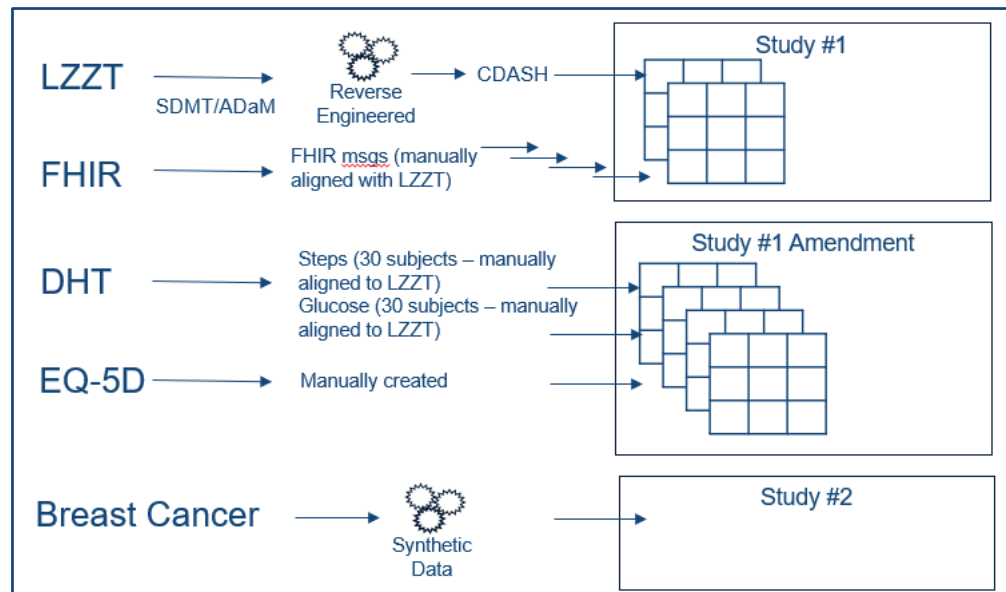 Study #1
LZZT
SDMT/ADaM
Reverse
Engineered
CDASH
FHIR
FHIR msgs (manually
aligned with LZZT)
Study #1 Amendment
DHT
Steps (30 subjects – manually
aligned to LZZT)
Glucose (30 subjects – manually
aligned to LZZT)
EQ-5D
Manually created
Study #2
Breast Cancer
Synthetic
Data